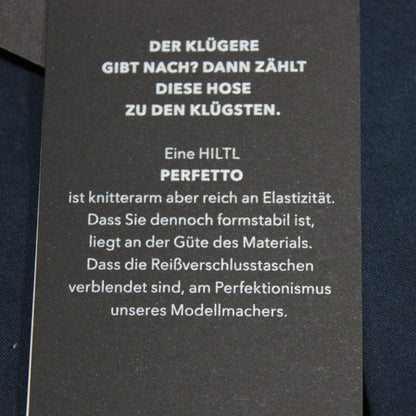 DER KLÜGERE
GIBT NACH? DANN ZÄHLT
DIESE HOSE
ZU DEN KLÜGSTEN.
Eine HILTL
PERFETTO
ist knitterarm aber reich an Elastizität.
Dass Sie dennoch formstabil ist,
liegt an der Güte des Materials.
Dass die Reißverschlusstaschen
verblendet sind, am Perfektionismus
unseres Modellmachers.